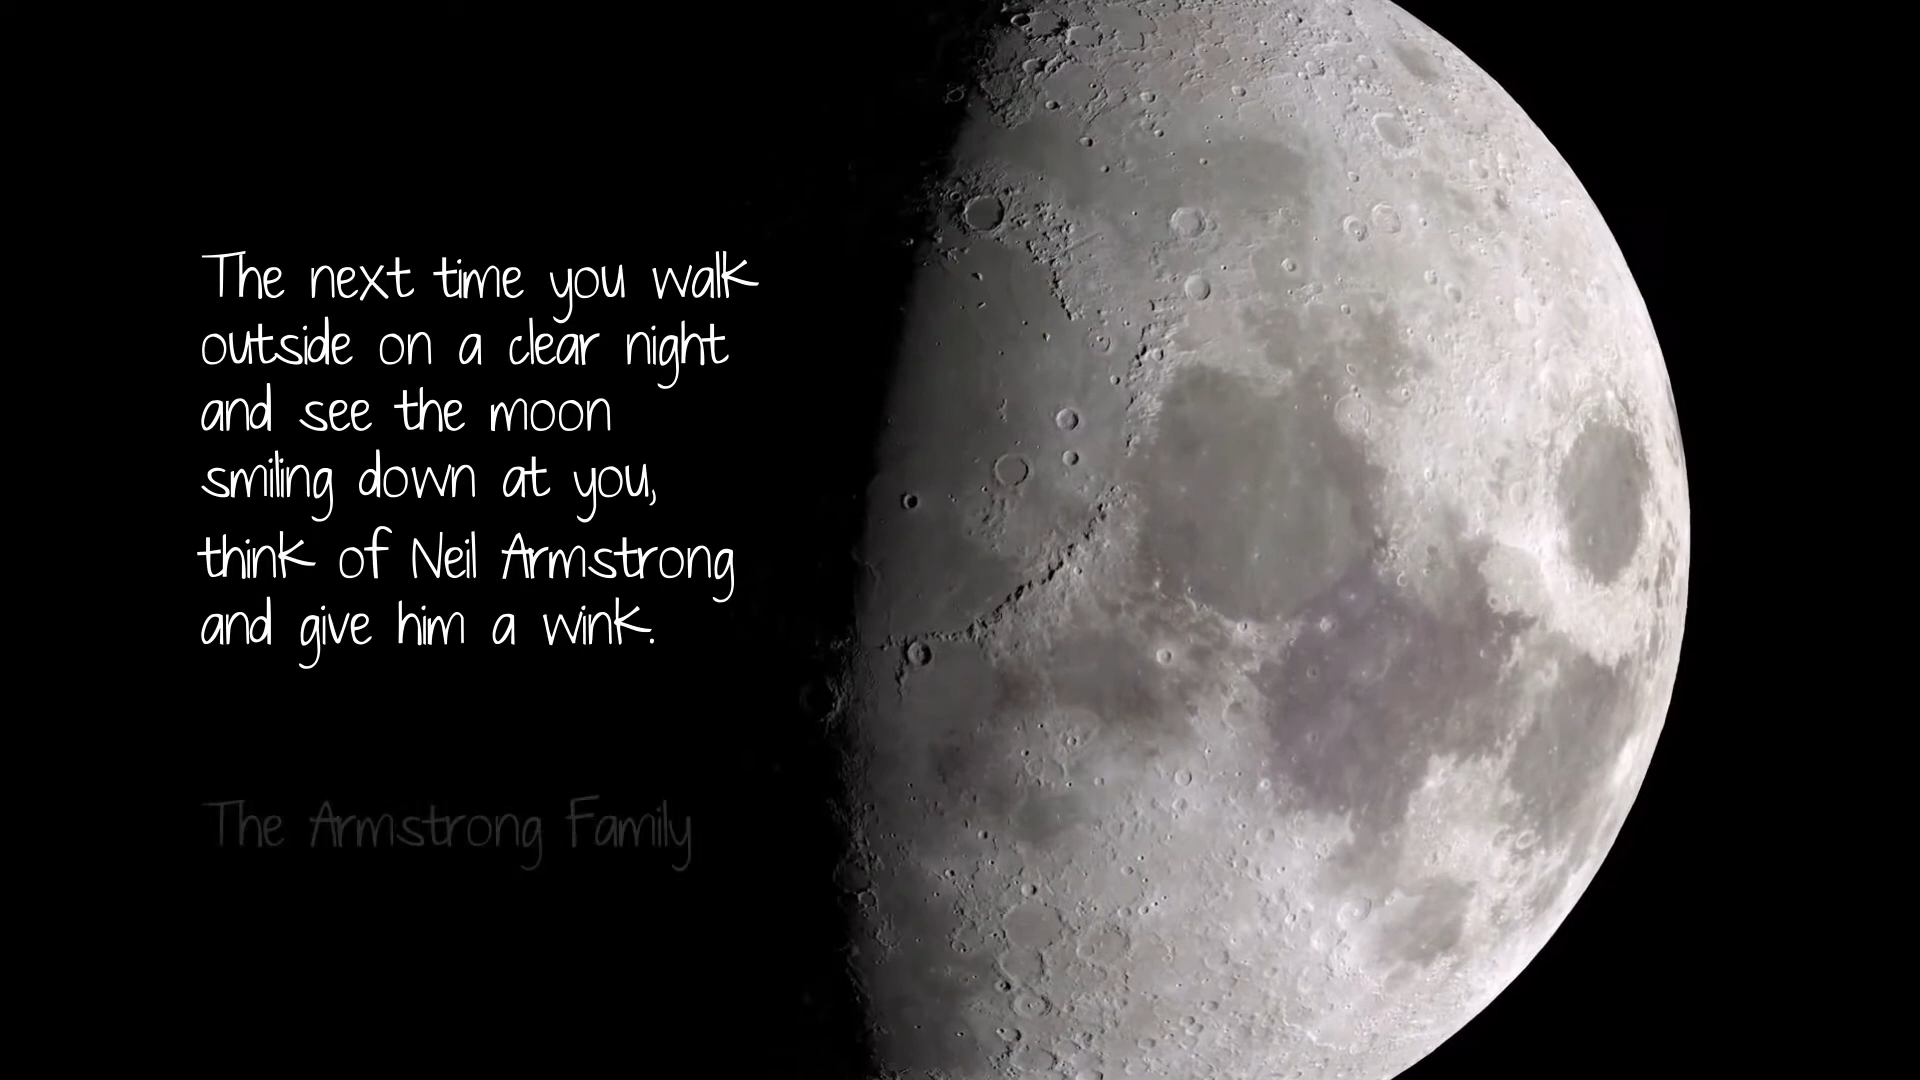 The next time you walk
outside on a clear night
and see the moon
smiling down at you,
think of Neil Armstrong
and give him a wink.
The Armstrong Family